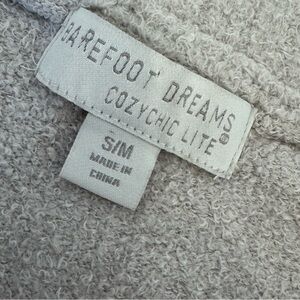 BAREFOOT DREAMS
COZYCHIC LITE®
S/M
MADE IN
CHINA